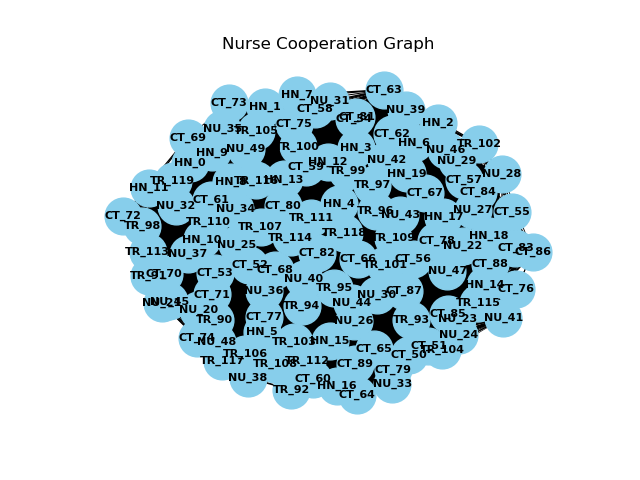 Nurse Cooperation Graph
CT_63
HN_7
NU_31
CT_73
HN_1
CT_58
NU_39
HN_2
CT_75
NU_35
TR_105
CT_62
CT_69
HN_6
TR_102
TR_100
HN_3
NU_49
NU_46
HN_9
HN_0
HN_12
NU_42
NU_29
CT_59
TR_99
HN_19
NU_28
TR_119
HN_13
CT_57
HN_11
TR_97
CT_67
CT_84
NU_32
CT_61
HN_4
NU_34
CT_80
TR_96
NU_43
NU_27
CT_55
CT_72
TR_98
TR_110
TR_111
HN_17
TR_107
TR_118
HN_18
HN_10
TR_114
TR_109
CT_78
NU_25
NU_22
CT_83
CT_86
TR_113
NU_37
CT_82
CT_66
CT_56
CT_88
CT_52
CT_68
TR_101
NU_47
CT_70
CT_53
NU_40
HN_14
CT_76
NU_36
TR_95
NU_30
CT_87
CT_71
NU_44
TR_115
NU_20
TR_94
CT_85
TR_90
CT_77
NU_26
TR_93
NU_23
NU_41
HN_5
NU_24
CT_74
NU_48
TR_103
HN_15
CT_65
CT_51
TR_104
TR_106
CT_50
TR_117
TR_108
TR_112
CT_89
CT_79
NU_38
CT_60
HN_16
NU_33
TR_92
CT_64